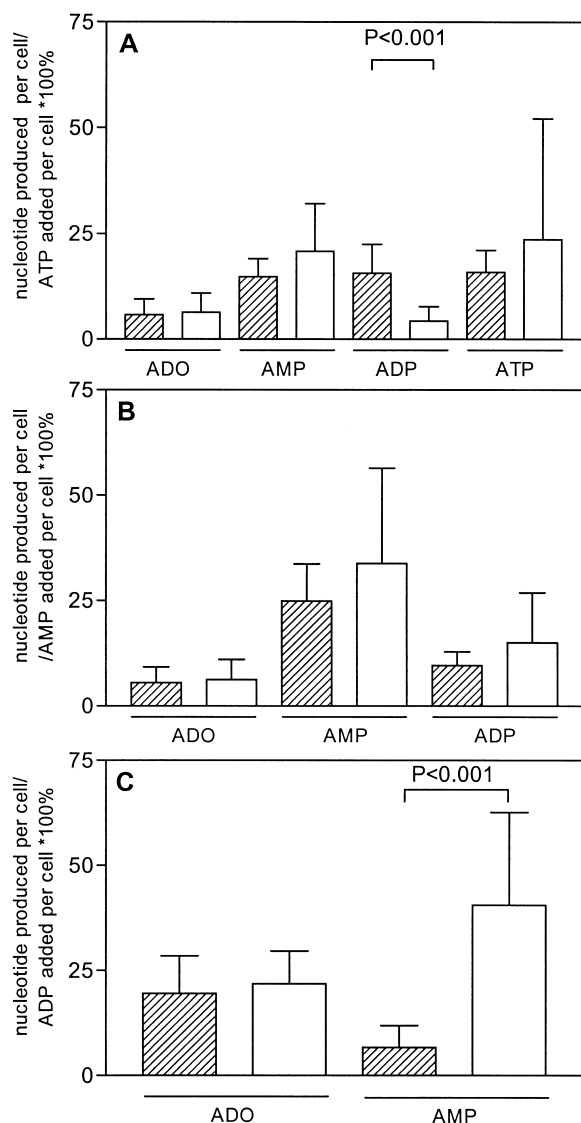 nucleotide produced per cell/
ATP added per cell *100%
A
P<0.001
75
50
25
0
ADO
AMP
ADP
ATP
nucleotide produced per cell
/AMP added per cell *100%
B
75
50
25
0
ADO
AMP
ADP
nucleotide produced per cell/
ADP added per cell *100%
C
P<0.001
75
50
25
0
ADO
AMP